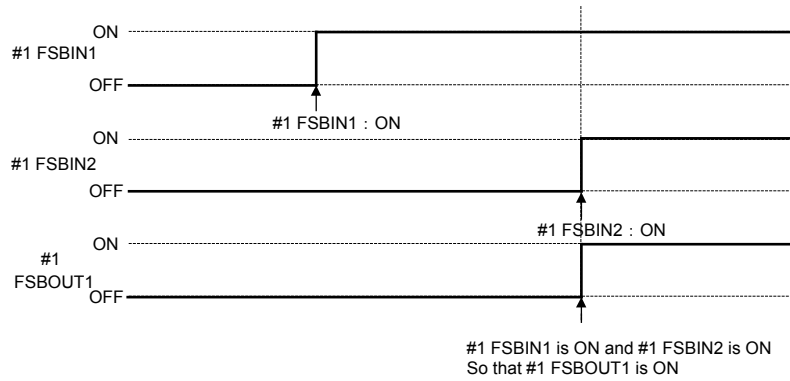 ON
#1 FSBIN1
OFF
#1 FSBIN1：ON
ON
#1 FSBIN2
OFF
#1 FSBIN2：ON
ON
#1
FSBOUT1
OFF
#1 FSBIN1 is ON and #1 FSBIN2 is ON
So that #1 FSBOUT1 is ON